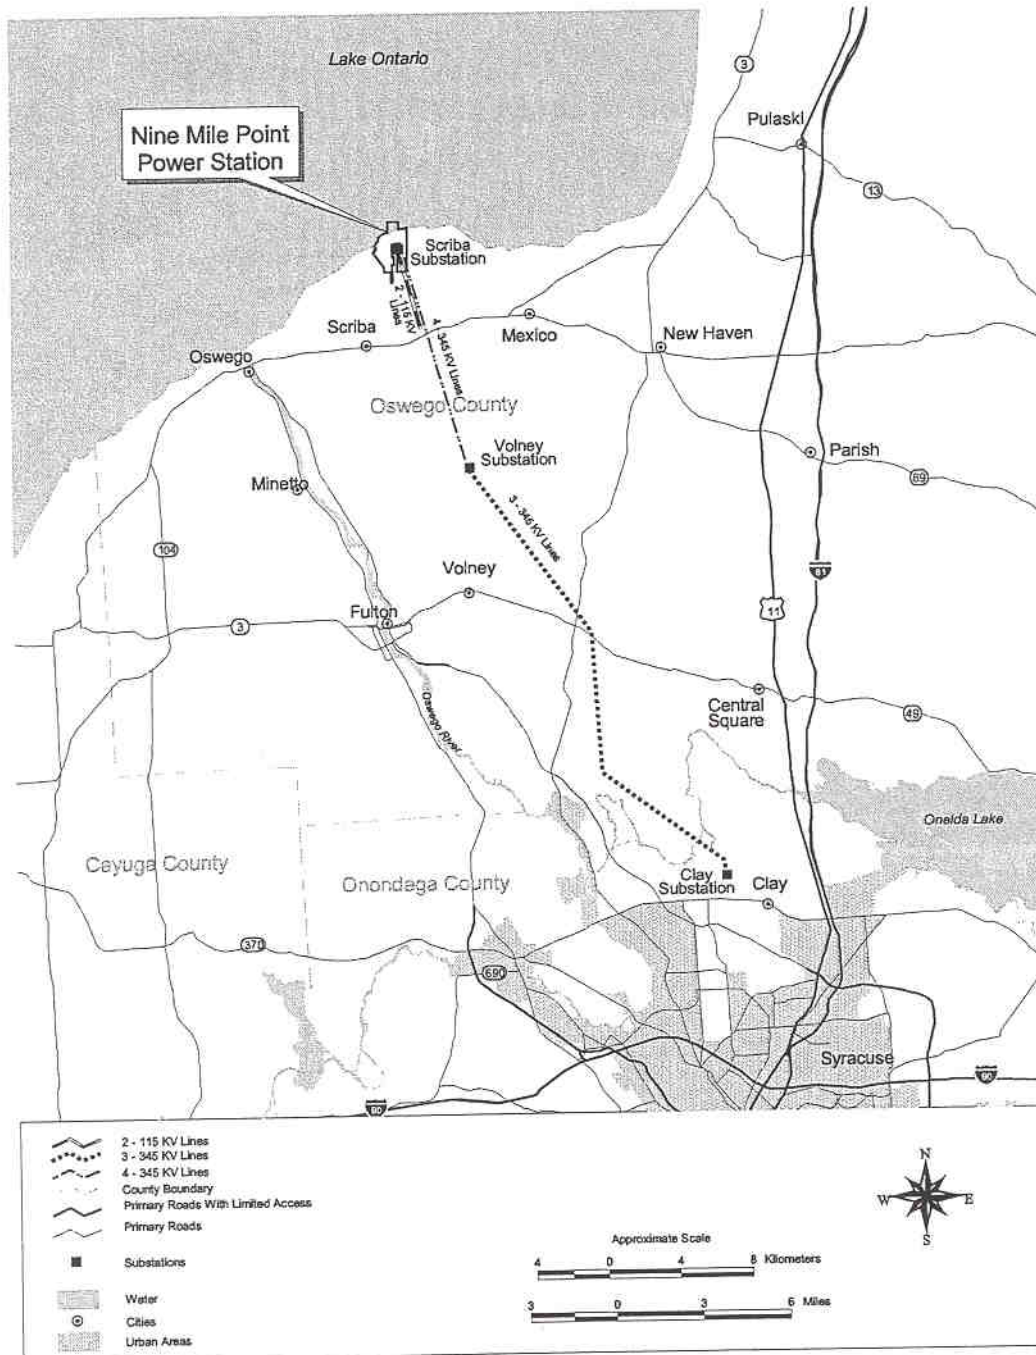 Lake Ontario
3
Pulaski
Nine Mile Point
Power Station
13
Scriba
Substation
2 - 115 KV
Lines
4 - 345 KV Lines
Scriba
Mexico
New Haven
Oswego
Oswego County
Volney
Substation
Parish
Minetto
69
3 - 345 KV Lines
104
Volney
81
11
Fulton
3
Central
Square
49
Oswego River
Oneida Lake
Cayuga County
Onondaga County
Clay
Substation
Clay
370
690
Syracuse
90
90
2 - 115 KV Lines
3 - 345 KV Lines
4 - 345 KV Lines
County Boundary
Primary Roads With Limited Access
Primary Roads
Substations
Water
Cities
Urban Areas
N
W
E
S
Approximate Scale
4 0 4 8 Kilometers
3 0 3 6 Miles